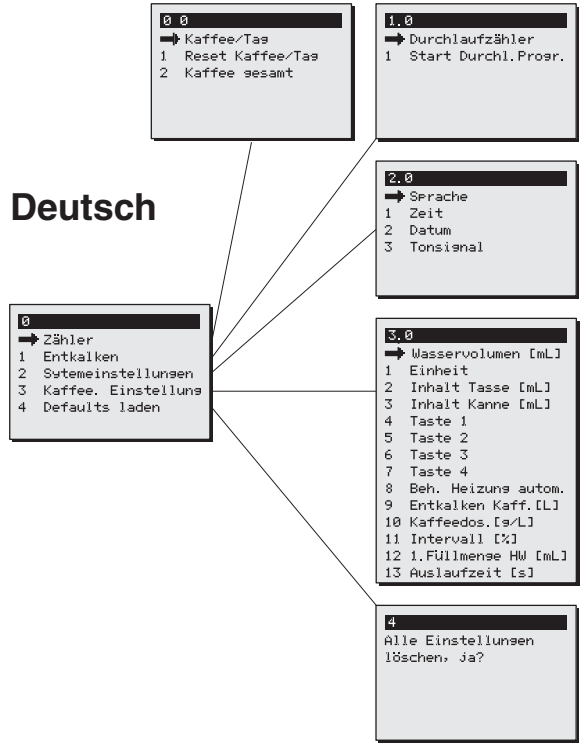 0 0
Kaffee/Tag
1 Reset Kaffee/Tag
2 Kaffee gesamt
1.0
Durchlaufzähler
1 Start Durchl.Progr.
Deutsch
2.0
Sprache
1 Zeit
2 Datum
3 Tonsignal
0
Zähler
1 Entkalken
2 Sytemeinstellungen
3 Kaffee. Einstellung
4 Defaults laden
3.0
Wasservolumen [mL]
1 Einheit
2 Inhalt Tasse [mL]
3 Inhalt Kanne [mL]
4 Taste 1
5 Taste 2
6 Taste 3
7 Taste 4
8 Beh. Heizung autom.
9 Entkalken Kaff.[L]
10 Kaffeedos.[g/L]
11 Intervall [%]
12 1.Füllmenge HW [mL]
13 Auslaufzeit [s]
4
Alle Einstellungen
löschen, ja?